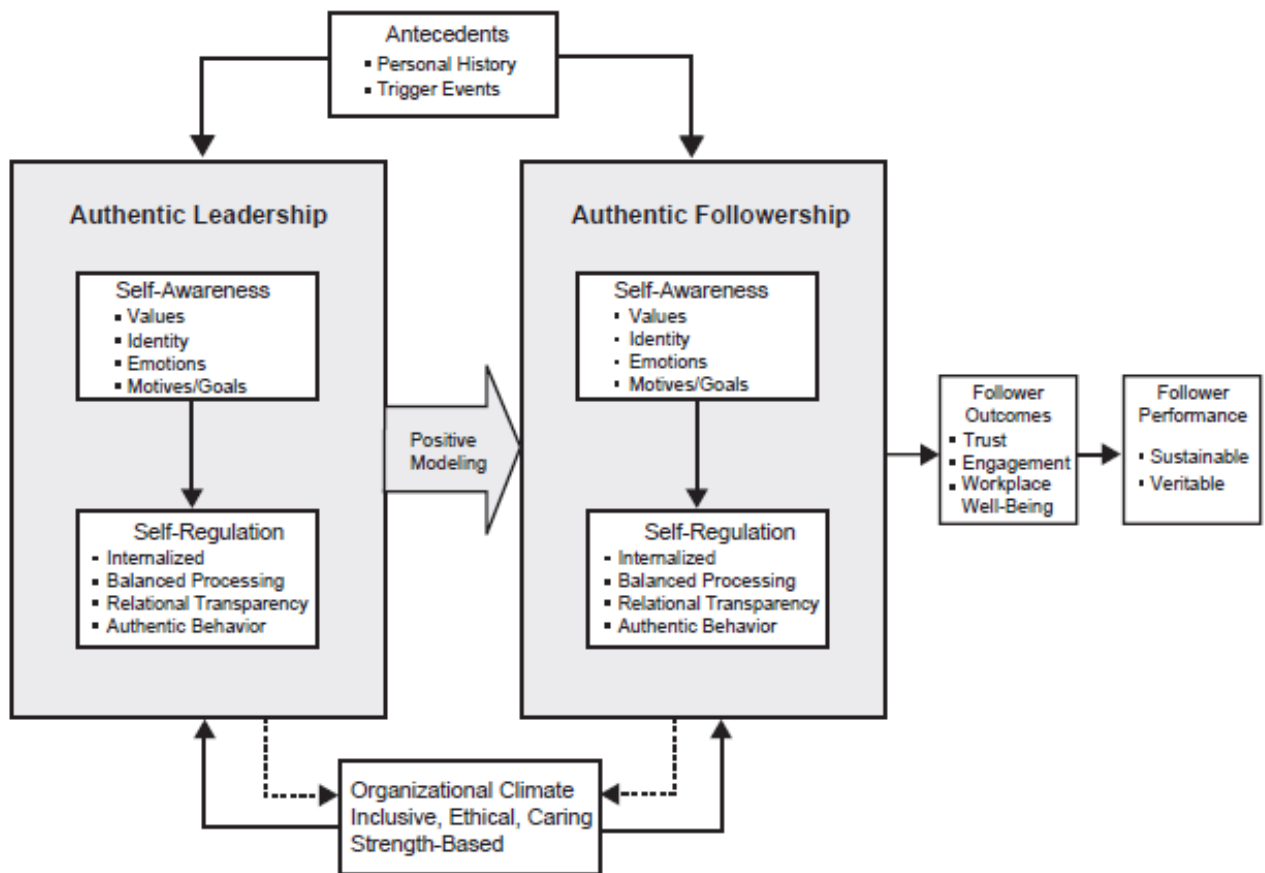 Antecedents
▪ Personal History
▪ Trigger Events
Authentic Leadership
Self-Awareness
▪ Values
▪ Identity
▪ Emotions
▪ Motives/Goals
Self-Regulation
▪ Internalized
▪ Balanced Processing
▪ Relational Transparency
▪ Authentic Behavior
Positive
Modeling
Authentic Followership
Self-Awareness
▪ Values
▪ Identity
▪ Emotions
▪ Motives/Goals
Self-Regulation
▪ Internalized
▪ Balanced Processing
▪ Relational Transparency
▪ Authentic Behavior
Follower
Outcomes
▪ Trust
▪ Engagement
▪ Workplace
Well-Being
Follower
Performance
▪ Sustainable
▪ Veritable
Organizational Climate
Inclusive, Ethical, Caring
Strength-Based